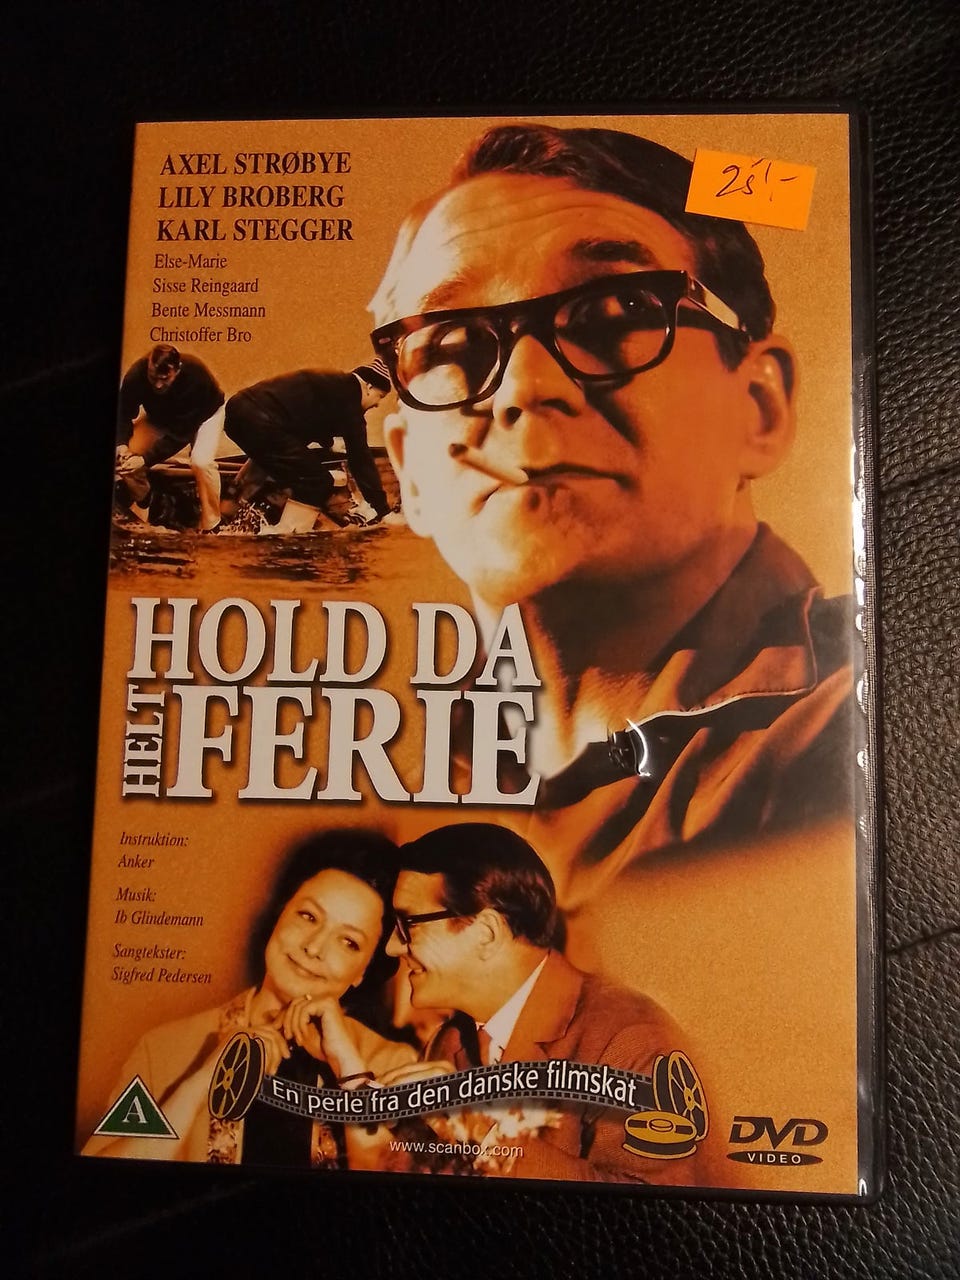 AXEL STRØBYE
LILY BROBERG
KARL STEGGER
Else-Marie
Sisse Reingaard
Bente Messmann
Christoffer Bro
25,-
HOLD DA
HELT FERIE
Instruktion:
Anker
Musik:
Ib Glindemann
Sangtekster:
Sigfred Pedersen
En perle fra den danske filmskat
A
www.scanbox.com
DVD
VIDEO